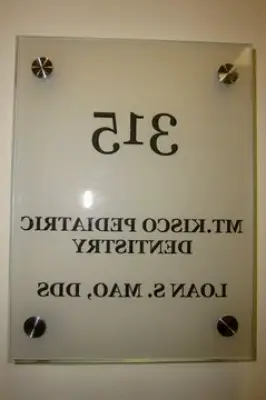 315
MT.KISCO PEDIATRIC
DENTISTRY
LOAN S. MAO, DDS